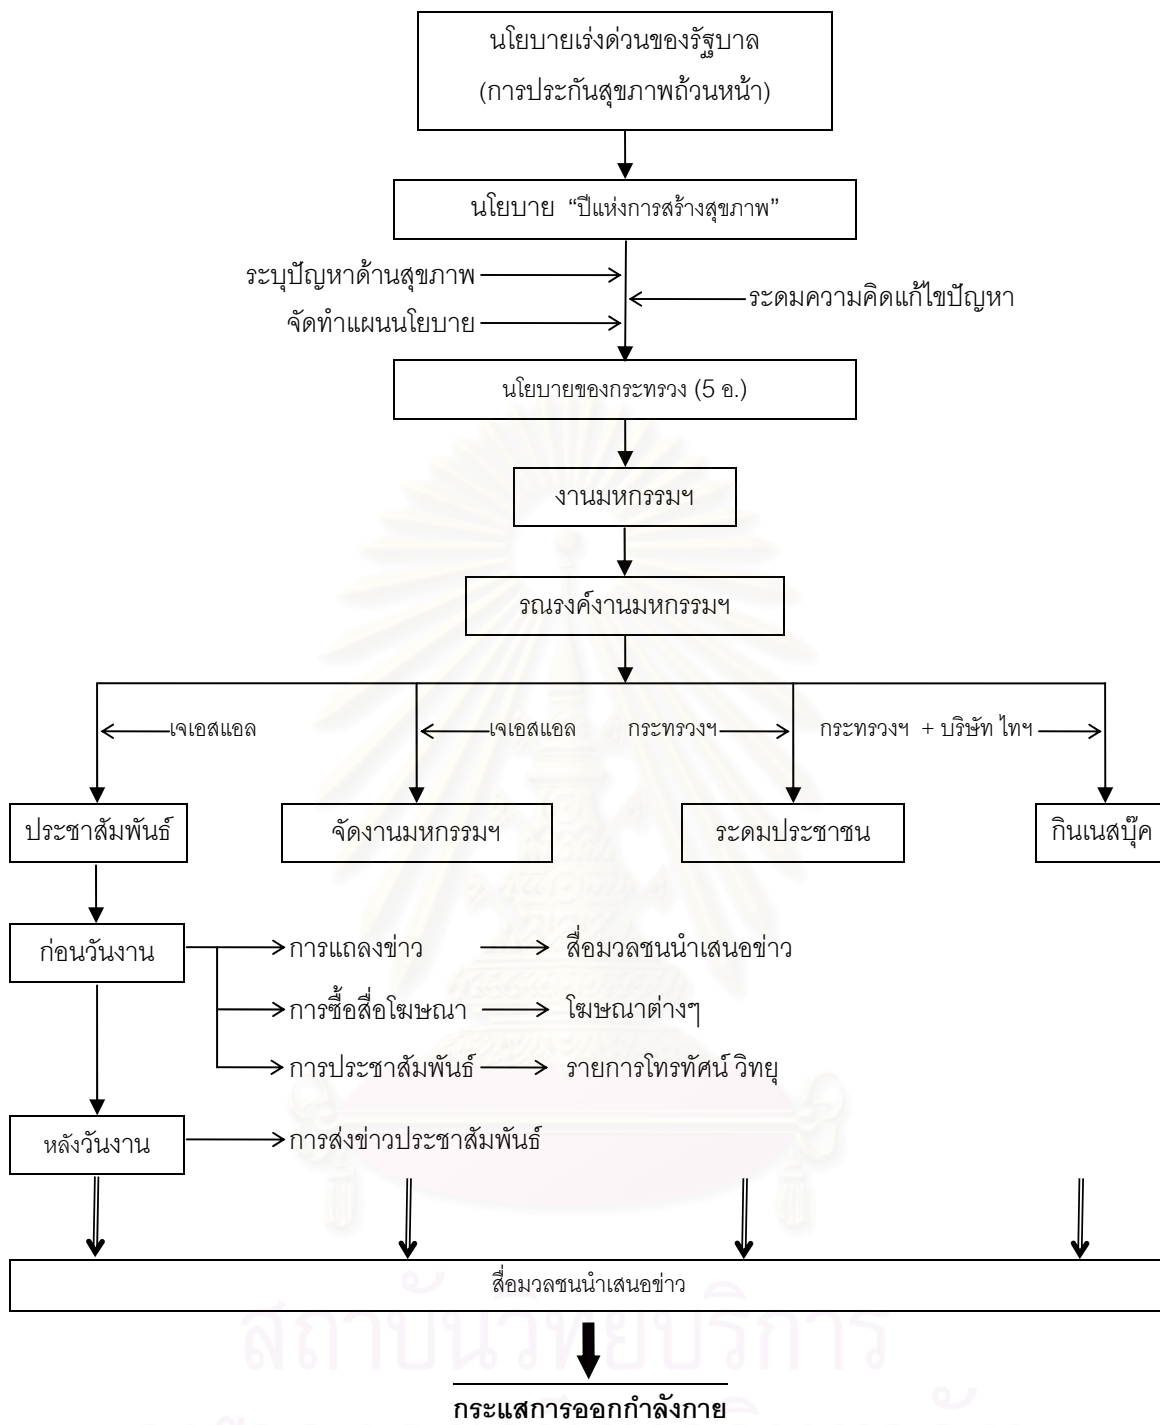 นโยบายเร่งด่วนของรัฐบาล
(การประกันสุขภาพถ้วนหน้า)
นโยบาย “ปีแห่งการสร้างสุขภาพ”
ระบุปัญหาด้านสุขภาพ
ระดมความคิดแก้ไขปัญหา
จัดทำแผนนโยบาย
นโยบายของกระทรวง (5 อ.)
งานมหกรรมฯ
รณรงค์งานมหกรรมฯ
เจเอสแอล เจเอสแอล กระทรวงฯ กระทรวงฯ + บริษัท ไทฯ
ประชาสัมพันธ์ จัดงานมหกรรมฯ ระดมประชาชน กินเนสบุ๊ค
ก่อนวันงาน การแถลงข่าว สื่อมวลชนนำเสนอข่าว
การซื้อสื่อโฆษณา โฆษณาต่างๆ
การประชาสัมพันธ์ รายการโทรทัศน์ วิทยุ
หลังวันงาน การส่งข่าวประชาสัมพันธ์
สื่อมวลชนนำเสนอข่าว
สถาบันวิทยบริการ
กระแสการออกกำลังกาย